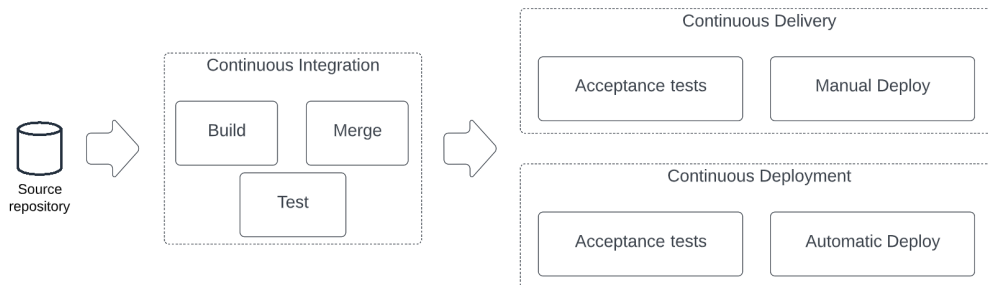 Source
repository
Continuous Integration
Build
Merge
Test
Continuous Delivery
Acceptance tests
Manual Deploy
Continuous Deployment
Acceptance tests
Automatic Deploy